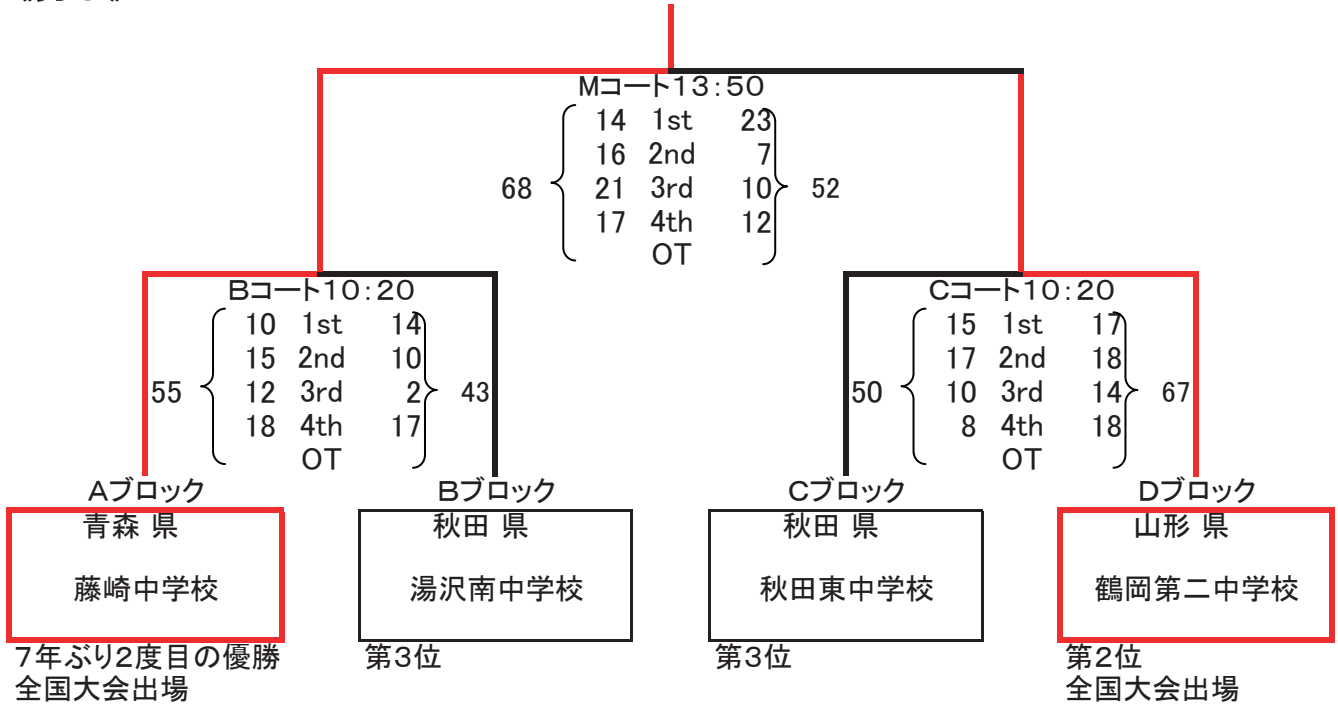 Mコート13:50
14 1st 23
16 2nd 7
68 21 3rd 10 52
17 4th 12
OT
Bコート10:20 Cコート10:20
10 1st 14 15 1st 17
15 2nd 10 17 2nd 18
55 12 3rd 2 43 50 10 3rd 14 67
18 4th 17 8 4th 18
OT OT
Aブロック Bブロック Cブロック Dブロック
青森 県 秋田 県 秋田 県 山形 県
藤崎中学校 湯沢南中学校 秋田東中学校 鶴岡第二中学校
7年ぶり2度目の優勝 第3位 第3位 第2位
全国大会出場 全国大会出場